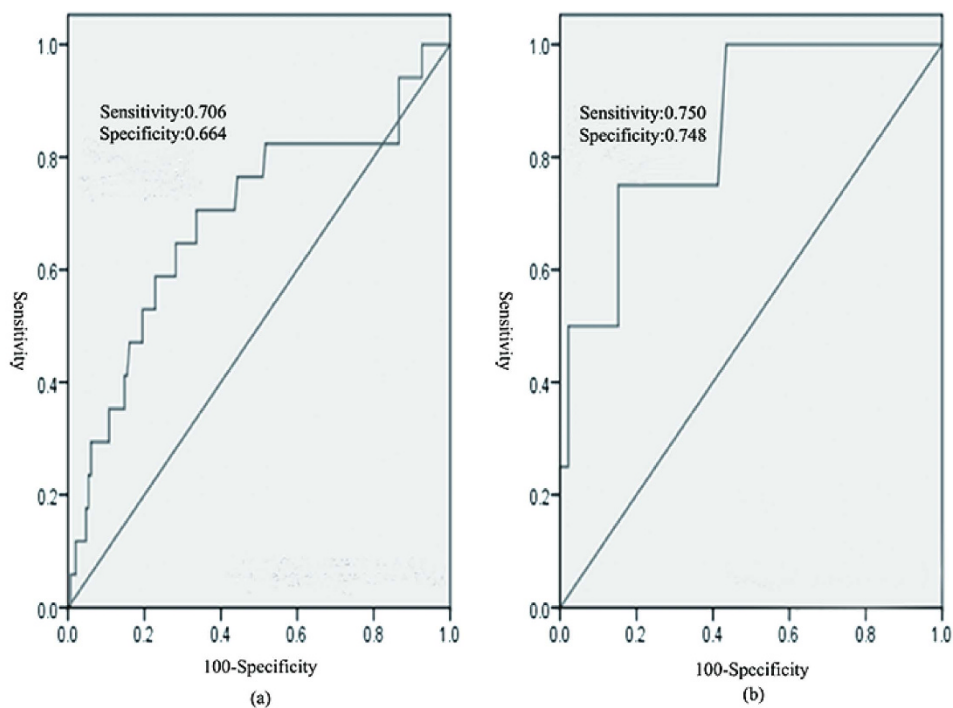 Sensitivity:0.706
Specificity:0.664
1.0
0.8
0.6
0.4
0.2
0.0
Sensitivity
0.0 0.2 0.4 0.6 0.8 1.0
100-Specificity
(a)
Sensitivity:0.750
Specificity:0.748
1.0
0.8
0.6
0.4
0.2
0.0
Sensitivity
0.0 0.2 0.4 0.6 0.8 1.0
100-Specificity
(b)